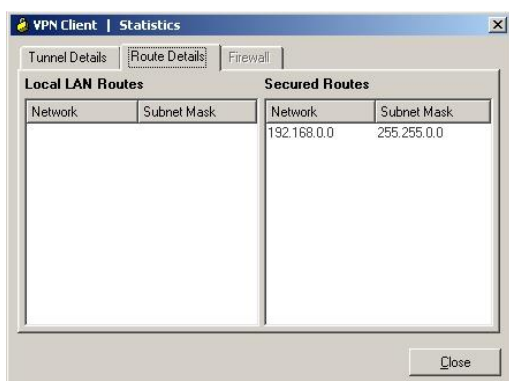 VPN Client | Statistics
Tunnel Details Route Details Firewall
Local LAN Routes Secured Routes
Network Subnet Mask Network Subnet Mask
192.168.0.0 255.255.0.0
Close